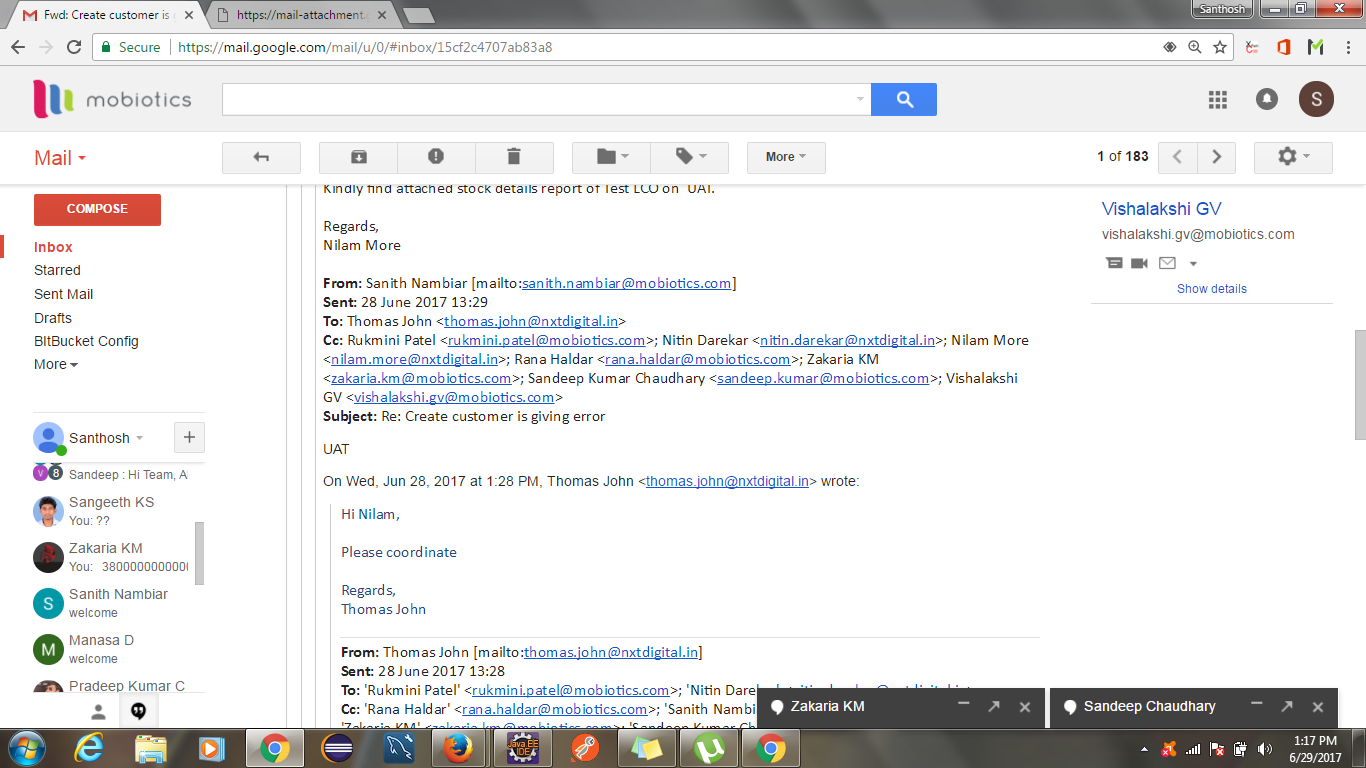 Fwd: Create customer is
https://mail-attachment.
Santhosh
Secure
https://mail.google.com/mail/u/0/#inbox/15cf2c4707ab83a8
mobiotics
S
Mail
More
1 of 183
COMPOSE
Inbox
Starred
Sent Mail
Drafts
BItBucket Config
More
Santhosh
V 8 Sandeep : Hi Team, A
Sangeeth KS
You: ??
Zakaria KM
You: 3800000000000
S Sanith Nambiar
welcome
M Manasa D
welcome
Pradeep Kumar C
Kindly find attached stock details report of Test LCO on UAT.
Regards,
Nilam More
From: Sanith Nambiar [mailto:sanith.nambiar@mobiotics.com]
Sent: 28 June 2017 13:29
To: Thomas John <thomas.john@nxtdigital.in>
Cc: Rukmini Patel <rukmini.patel@mobiotics.com>; Nitin Darekar <nitin.darekar@nxtdigital.in>; Nilam More
<nilam.more@nxtdigital.in>; Rana Haldar <rana.haldar@mobiotics.com>; Zakaria KM
<zakaria.km@mobiotics.com>; Sandeep Kumar Chaudhary <sandeep.kumar@mobiotics.com>; Vishalakshi
GV <vishalakshi.gv@mobiotics.com>
Subject: Re: Create customer is giving error
UAT
On Wed, Jun 28, 2017 at 1:28 PM, Thomas John <thomas.john@nxtdigital.in> wrote:
Hi Nilam,
Please coordinate
Regards,
Thomas John
From: Thomas John [mailto:thomas.john@nxtdigital.in]
Sent: 28 June 2017 13:28
To: 'Rukmini Patel' <rukmini.patel@mobiotics.com>; 'Nitin
Cc: 'Rana Haldar' <rana.haldar@mobiotics.com>; 'Sanith
'Zakaria KM' <zakaria.km@mobiotics.com>; 'Sandeep Kumar
Vishalakshi GV
vishalakshi.gv@mobiotics.com
Show details
Zakaria KM
Sandeep Chaudhary
Java EE
IDE
1:17 PM
6/29/2017